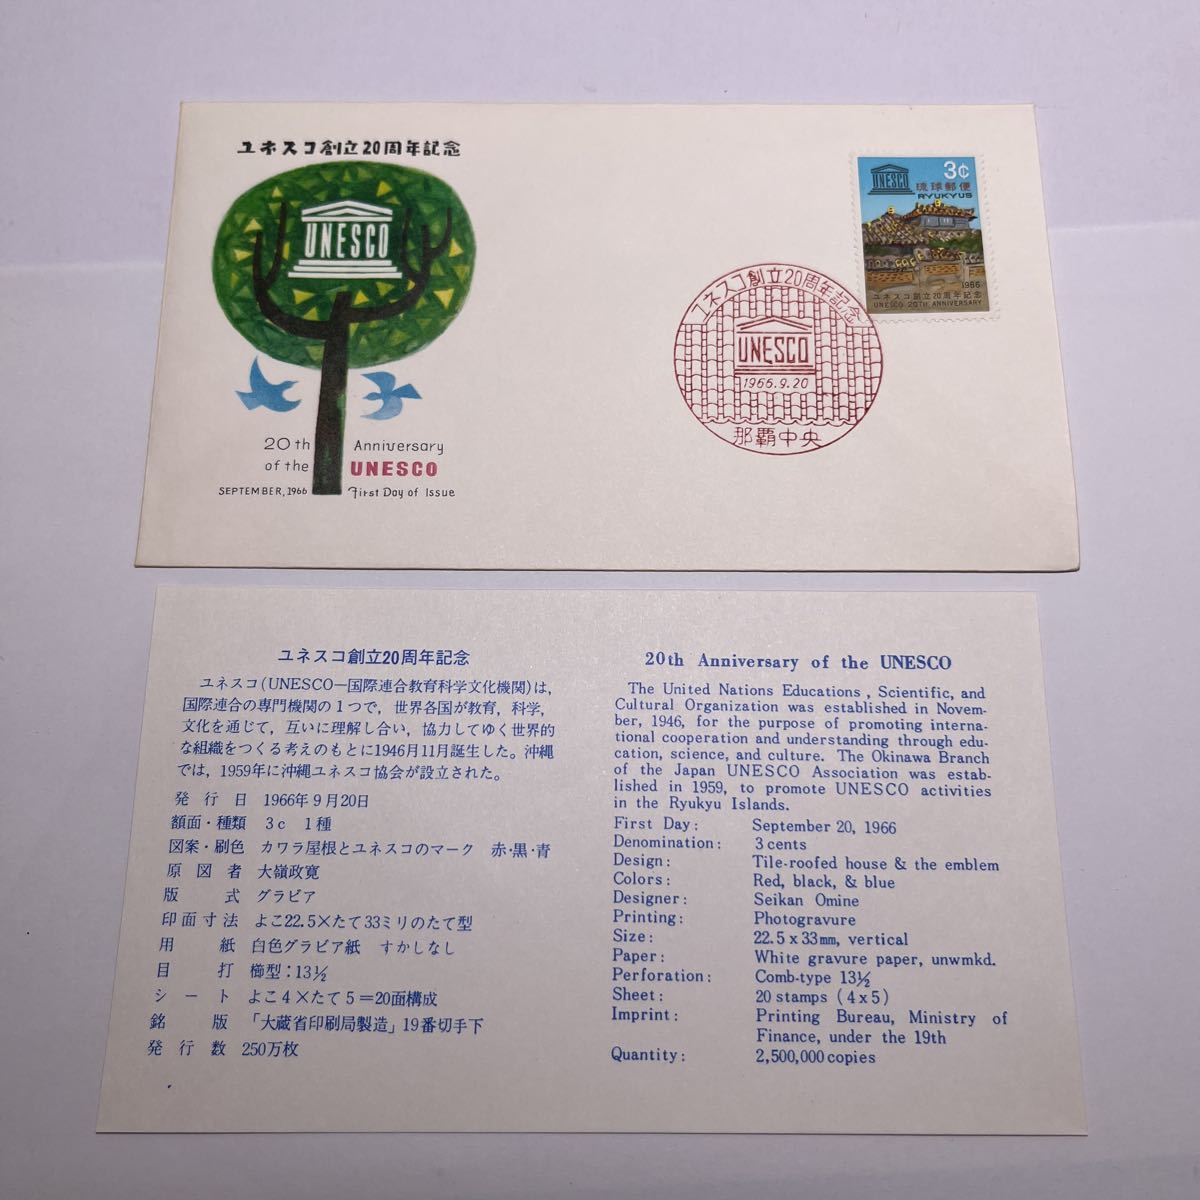 ユネスコ創立20周年記念
UNESCO
20th Anniversary
of the UNESCO
SEPTEMBER, 1966 First Day of Issue
3¢
UNESCO
琉球郵便
RYUKYUS
1966
ユネスコ創立20周年記念
UNESCO 20TH ANNIVERSARY
ユネスコ創立20周年記念
UNESCO
1966.9.20
那覇中央
ユネスコ創立20周年記念
ユネスコ(UNESCO―国際連合教育科学文化機関)は,
国際連合の専門機関の1つで, 世界各国が教育, 科学,
文化を通じて, 互いに理解し合い, 協力してゆく世界的
な組織をつくる考えのもとに1946月11月誕生した。沖縄
では, 1959年に沖縄ユネスコ協会が設立された。
発行日 1966年9月20日
額面・種類 3c 1種
図案・刷色 カワラ屋根とユネスコのマーク 赤・黒・青
原図者 大嶺政寛
版式 グラビア
印面寸法 よこ22.5×たて33ミリのたて型
用紙 白色グラビア紙 すかしなし
目打 櫛型:13½
シート よこ4×たて5=20面構成
銘版 「大蔵省印刷局製造」19番切手下
発行数 250万枚
20th Anniversary of the UNESCO
The United Nations Educations, Scientific, and
Cultural Organization was established in Novem-
ber, 1946, for the purpose of promoting interna-
tional cooperation and understanding through edu-
cation, science, and culture. The Okinawa Branch
of the Japan UNESCO Association was estab-
lished in 1959, to promote UNESCO activities
in the Ryukyu Islands.
First Day: September 20, 1966
Denomination: 3 cents
Design: Tile-roofed house & the emblem
Colors: Red, black, & blue
Designer: Seikan Omine
Printing: Photogravure
Size: 22.5 x 33mm, vertical
Paper: White gravure paper, unwmkd.
Perforation: Comb-type 13½
Sheet: 20 stamps (4 x 5)
Imprint: Printing Bureau, Ministry of
Finance, under the 19th
Quantity: 2,500,000 copies